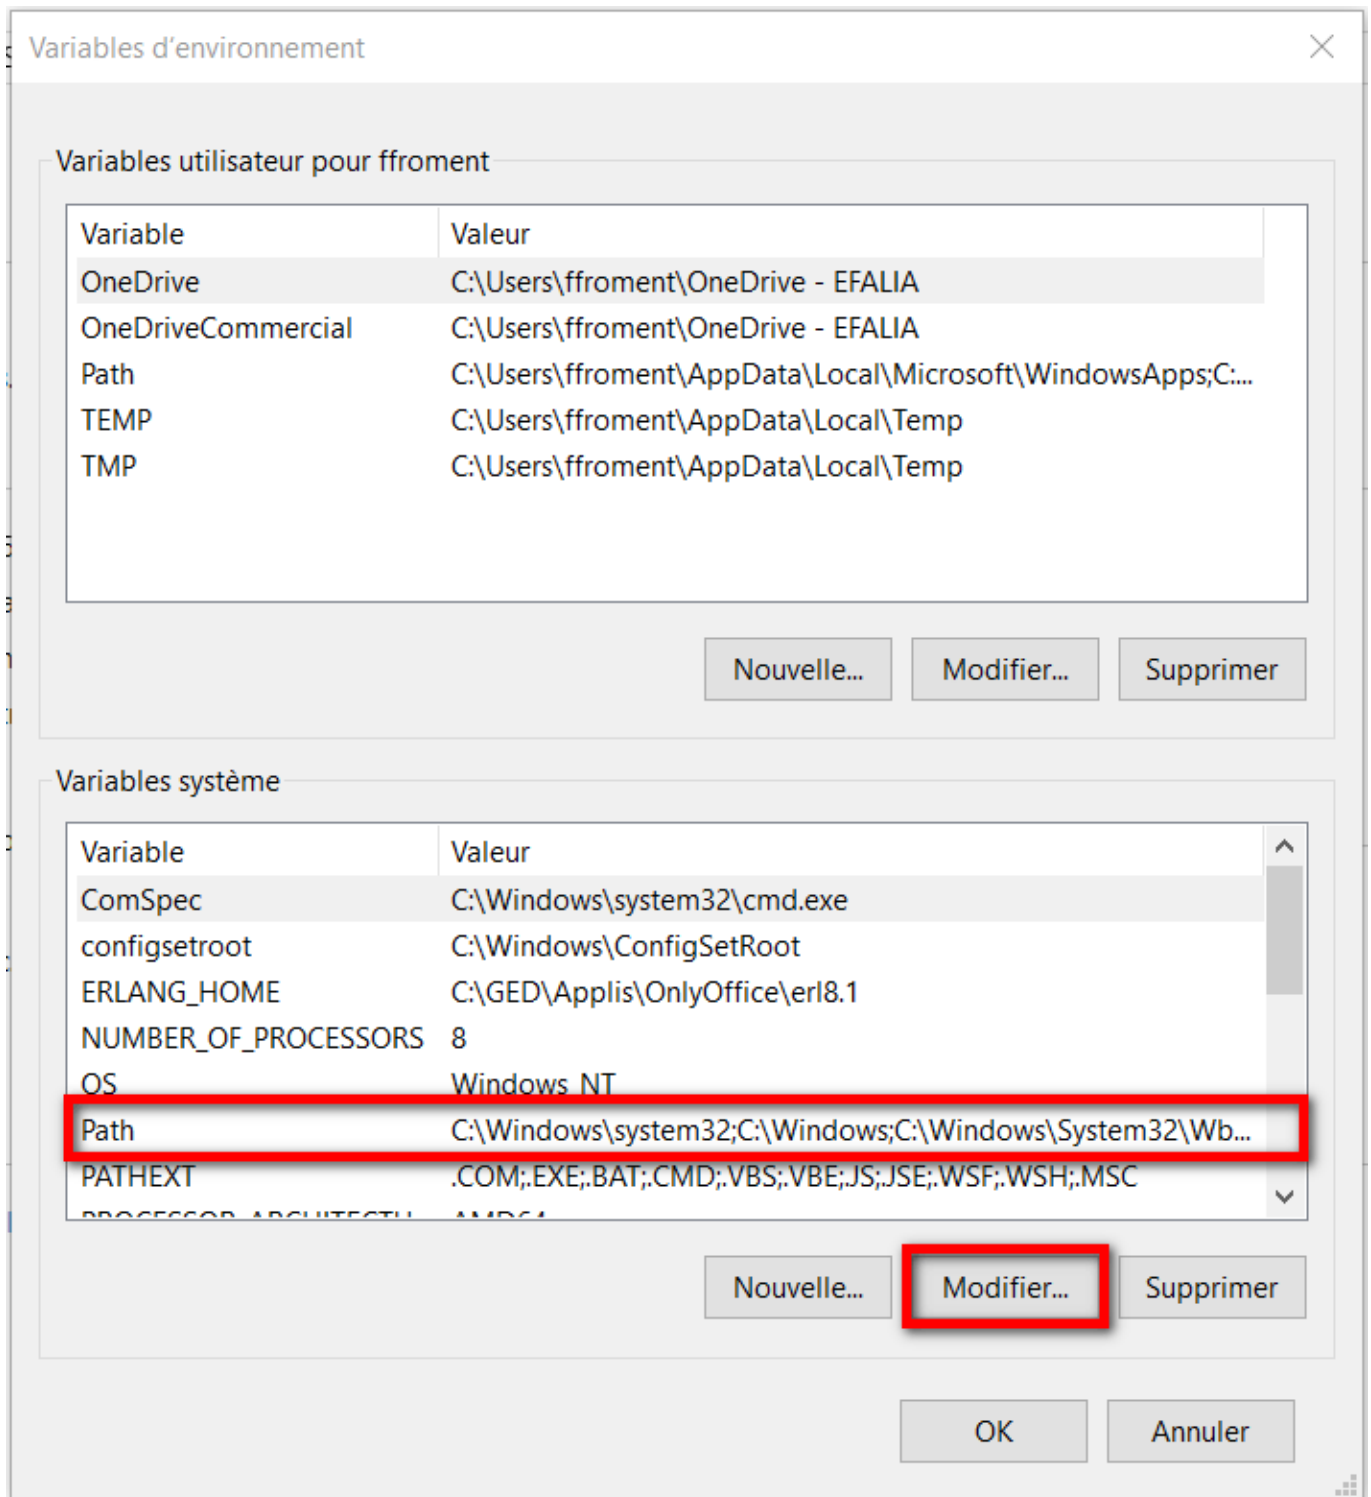 Variables d'environnement
Variables utilisateur pour ffroment
Variable Valeur
OneDrive C:\Users\ffroment\OneDrive - EFALIA
OneDriveCommercial C:\Users\ffroment\OneDrive - EFALIA
Path C:\Users\ffroment\AppData\Local\Microsoft\WindowsApps;C:...
TEMP C:\Users\ffroment\AppData\Local\Temp
TMP C:\Users\ffroment\AppData\Local\Temp
Nouvelle... Modifier... Supprimer
Variables système
Variable Valeur
ComSpec C:\Windows\system32\cmd.exe
configsetroot C:\Windows\ConfigSetRoot
ERLANG_HOME C:\GED\Applis\OnlyOffice\erl8.1
NUMBER_OF_PROCESSORS 8
OS Windows_NT
Path C:\Windows\system32;C:\Windows;C:\Windows\System32\Wb...
PATHEXT .COM;.EXE;.BAT;.CMD;.VBS;.VBE;.JS;.JSE;.WSF;.WSH;.MSC
Nouvelle... Modifier... Supprimer
OK Annuler